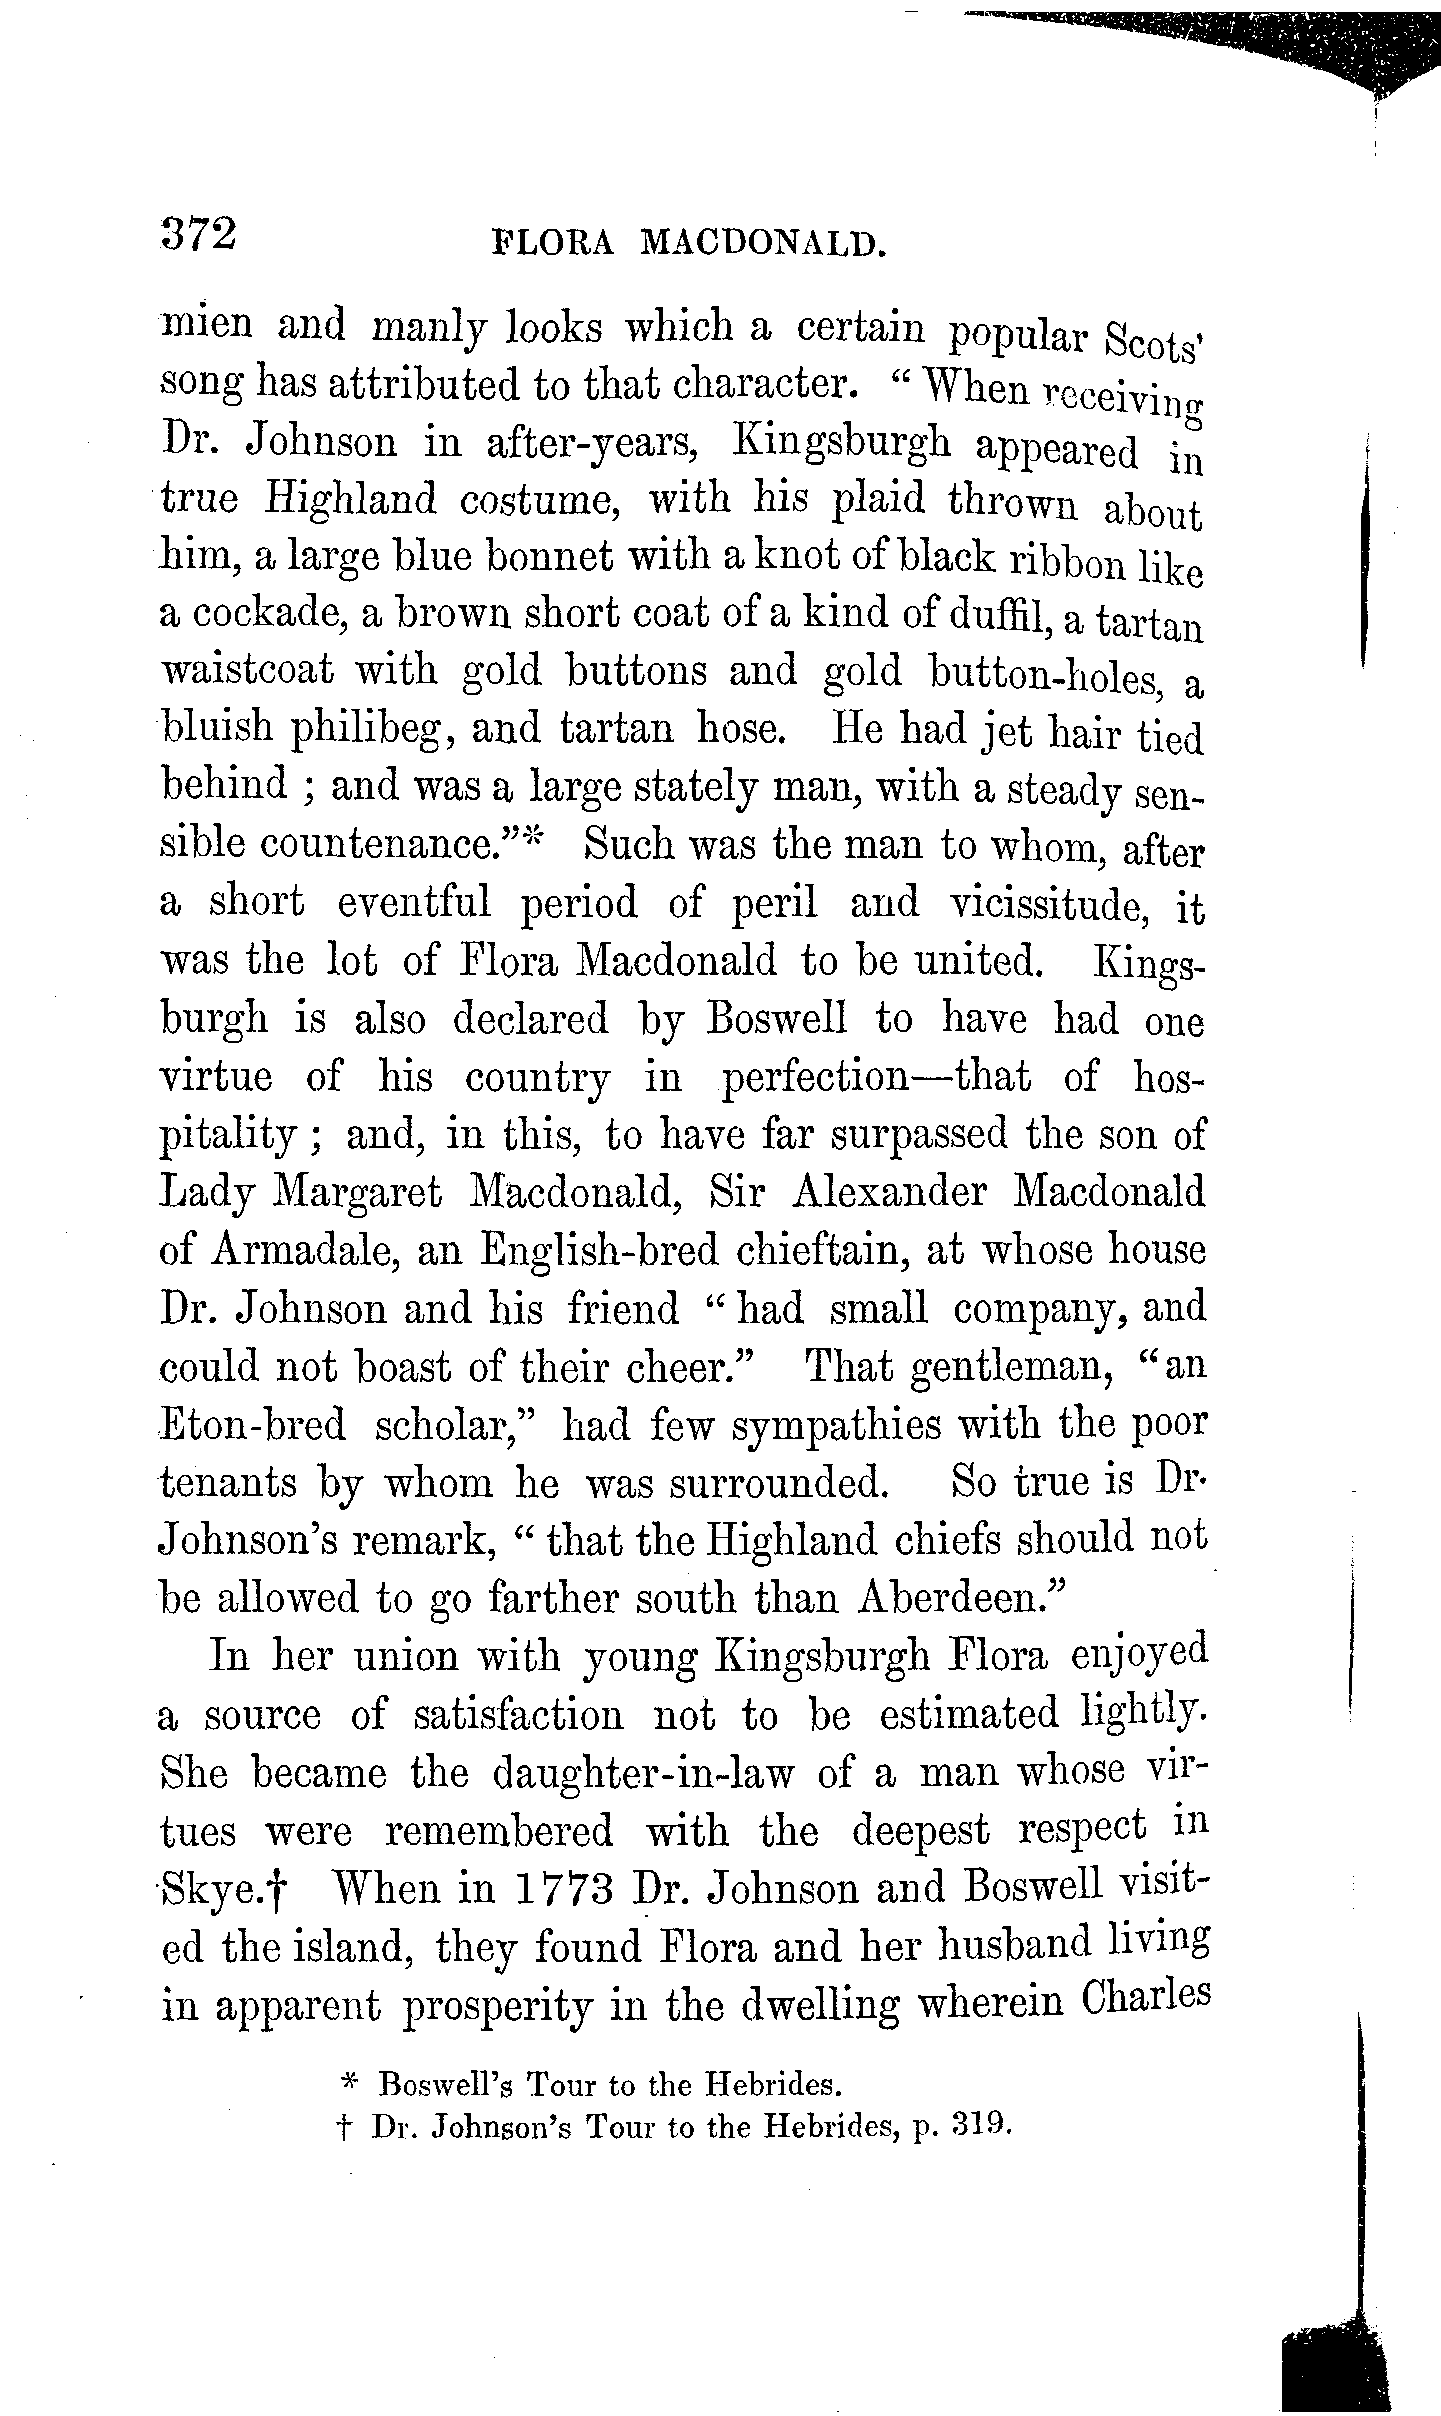 372 FLORA MACDONALD.
mien and manly looks which a certain popular Scots'
song has attributed to that character. "When receiving
Dr. Johnson in after-years, Kingsburgh appeared in
true Highland costume, with his plaid thrown about
him, a large blue bonnet with a knot of black ribbon like
a cockade, a brown short coat of a kind of duffil, a tartan
waistcoat with gold buttons and gold button-holes, a
bluish philibeg, and tartan hose. He had jet hair tied
behind ; and was a large stately man, with a steady sen-
sible countenance."* Such was the man to whom, after
a short eventful period of peril and vicissitude, it
was the lot of Flora Macdonald to be united. Kings-
burgh is also declared by Boswell to have had one
virtue of his country in perfection—that of hos-
pitality ; and, in this, to have far surpassed the son of
Lady Margaret Macdonald, Sir Alexander Macdonald
of Armadale, an English-bred chieftain, at whose house
Dr. Johnson and his friend "had small company, and
could not boast of their cheer." That gentleman, "an
Eton-bred scholar," had few sympathies with the poor
tenants by whom he was surrounded. So true is Dr.
Johnson's remark, "that the Highland chiefs should not
be allowed to go farther south than Aberdeen."
In her union with young Kingsburgh Flora enjoyed
a source of satisfaction not to be estimated lightly.
She became the daughter-in-law of a man whose vir-
tues were remembered with the deepest respect in
Skye.† When in 1773 Dr. Johnson and Boswell visit-
ed the island, they found Flora and her husband living
in apparent prosperity in the dwelling wherein Charles
* Boswell's Tour to the Hebrides.
† Dr. Johnson's Tour to the Hebrides, p. 319.